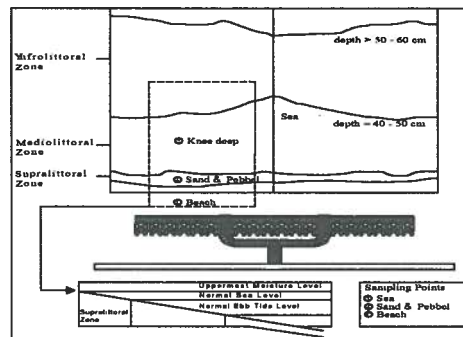 depth > 50 - 60 cm
Ynfrolittoral
Zone
Sea
depth = 40 - 50 cm
Knee deep
Mediolittoral
Zone
Supralittoral
Zone
Sand & Pebbel
Beach
Uppermost Moisture Level
Normal Sea Level
Normal Ebb Tide Level
Supralittoral
Zone
Sampling Points
Sea
Sand & Pebbel
Beach